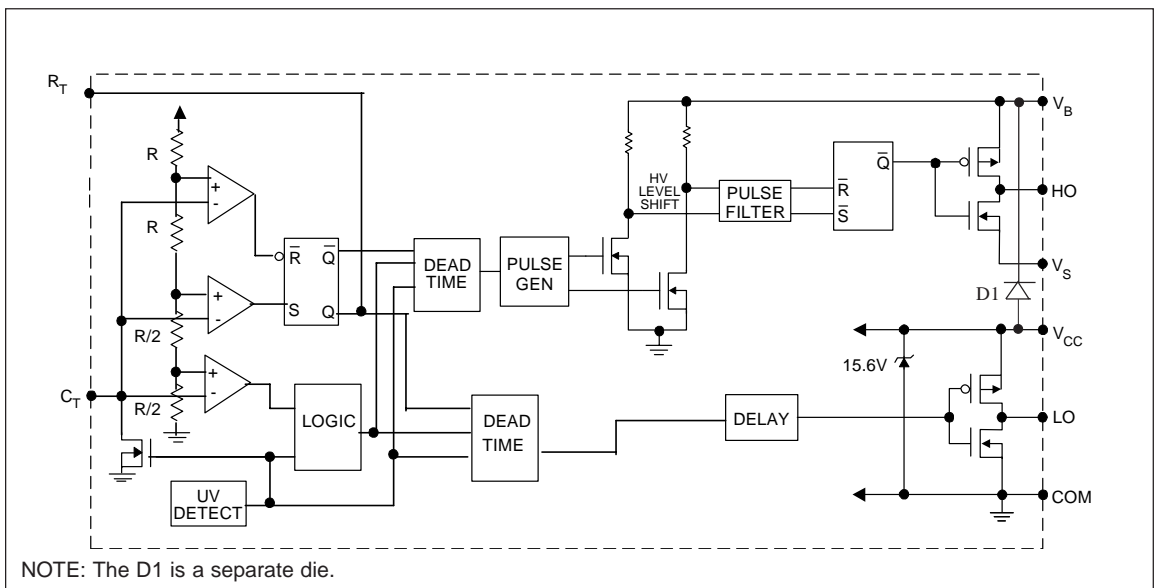 R_T
V_B
R
+
-
HV
LEVEL
SHIFT
PULSE
FILTER
R̅
S̅
Q̅
HO
R
R̅
Q̅
S
Q
DEAD
TIME
PULSE
GEN
V_S
D1
+
-
R/2
V_CC
15.6V
+
-
R/2
C_T
LOGIC
DEAD
TIME
DELAY
LO
UV
DETECT
COM
NOTE: The D1 is a separate die.